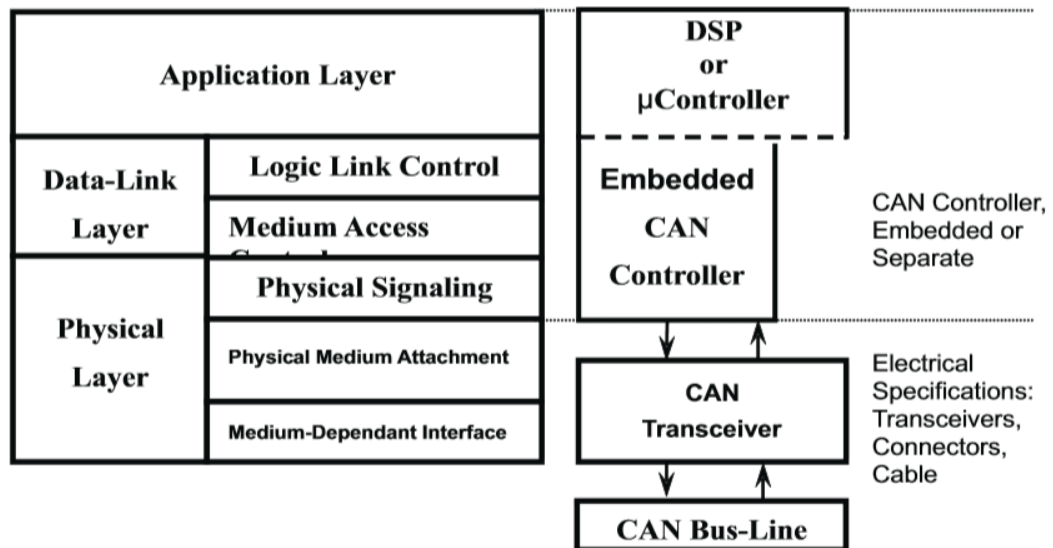 Application Layer
Data-Link
Layer
Logic Link Control
Medium Access
Physical
Layer
Physical Signaling
Physical Medium Attachment
Medium-Dependant Interface
DSP
or
µController
Embedded
CAN
Controller
CAN Controller,
Embedded or
Separate
CAN
Transceiver
Electrical
Specifications:
Transceivers,
Connectors,
Cable
CAN Bus-Line